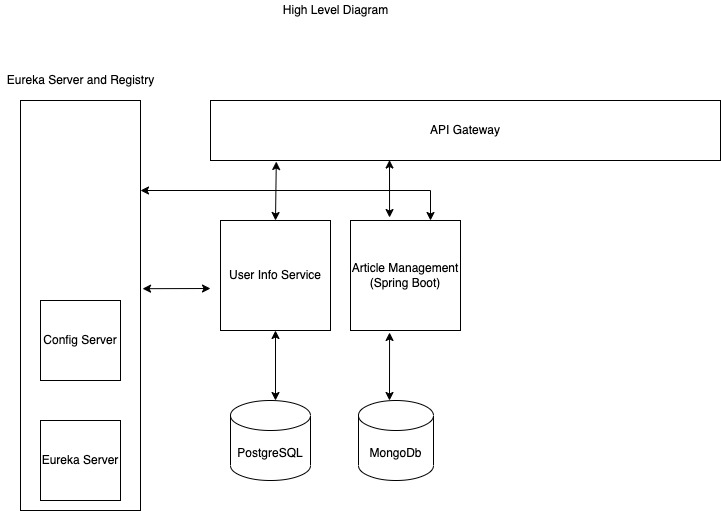 High Level Diagram
Eureka Server and Registry
API Gateway
User Info Service
Article Management
(Spring Boot)
Config Server
Eureka Server
PostgreSQL
MongoDb